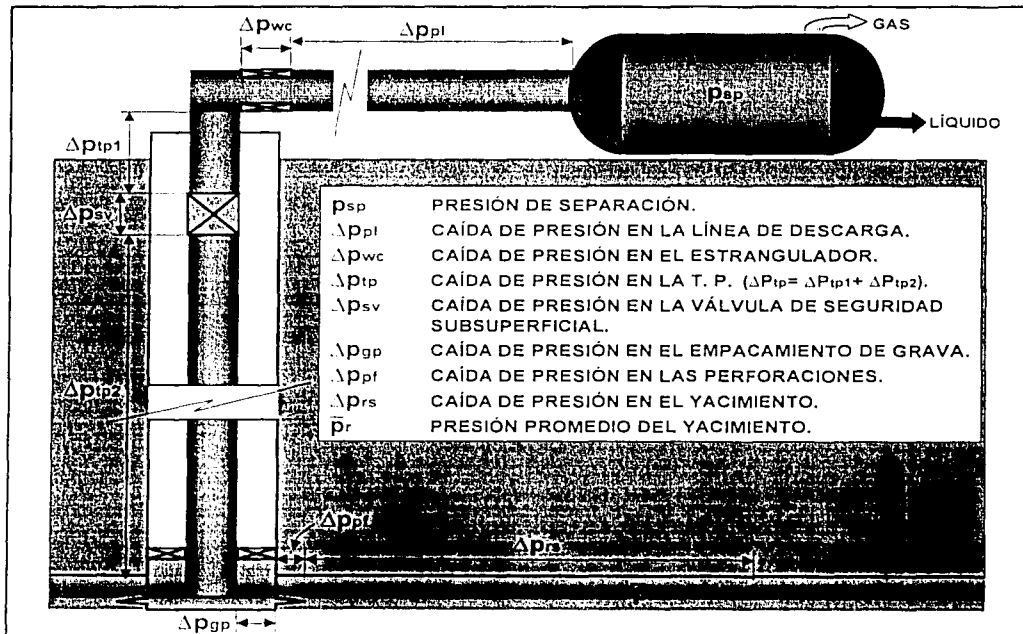 Δpwc
Δppl
GAS
psp
LÍQUIDO
Δptp1
Δpsv
Δptp2
psp PRESIÓN DE SEPARACIÓN.
Δppl CAÍDA DE PRESIÓN EN LA LÍNEA DE DESCARGA.
Δpwc CAÍDA DE PRESIÓN EN EL ESTRANGULADOR.
Δptp CAÍDA DE PRESIÓN EN LA T. P. (ΔPtp= ΔPtp1+ ΔPtp2).
Δpsv CAÍDA DE PRESIÓN EN LA VÁLVULA DE SEGURIDAD
SUBSUPERFICIAL.
Δpgp CAÍDA DE PRESIÓN EN EL EMPACAMIENTO DE GRAVA.
Δppf CAÍDA DE PRESIÓN EN LAS PERFORACIONES.
Δprs CAÍDA DE PRESIÓN EN EL YACIMIENTO.
p̄r PRESIÓN PROMEDIO DEL YACIMIENTO.
Δppf
Δprs
Δpgp